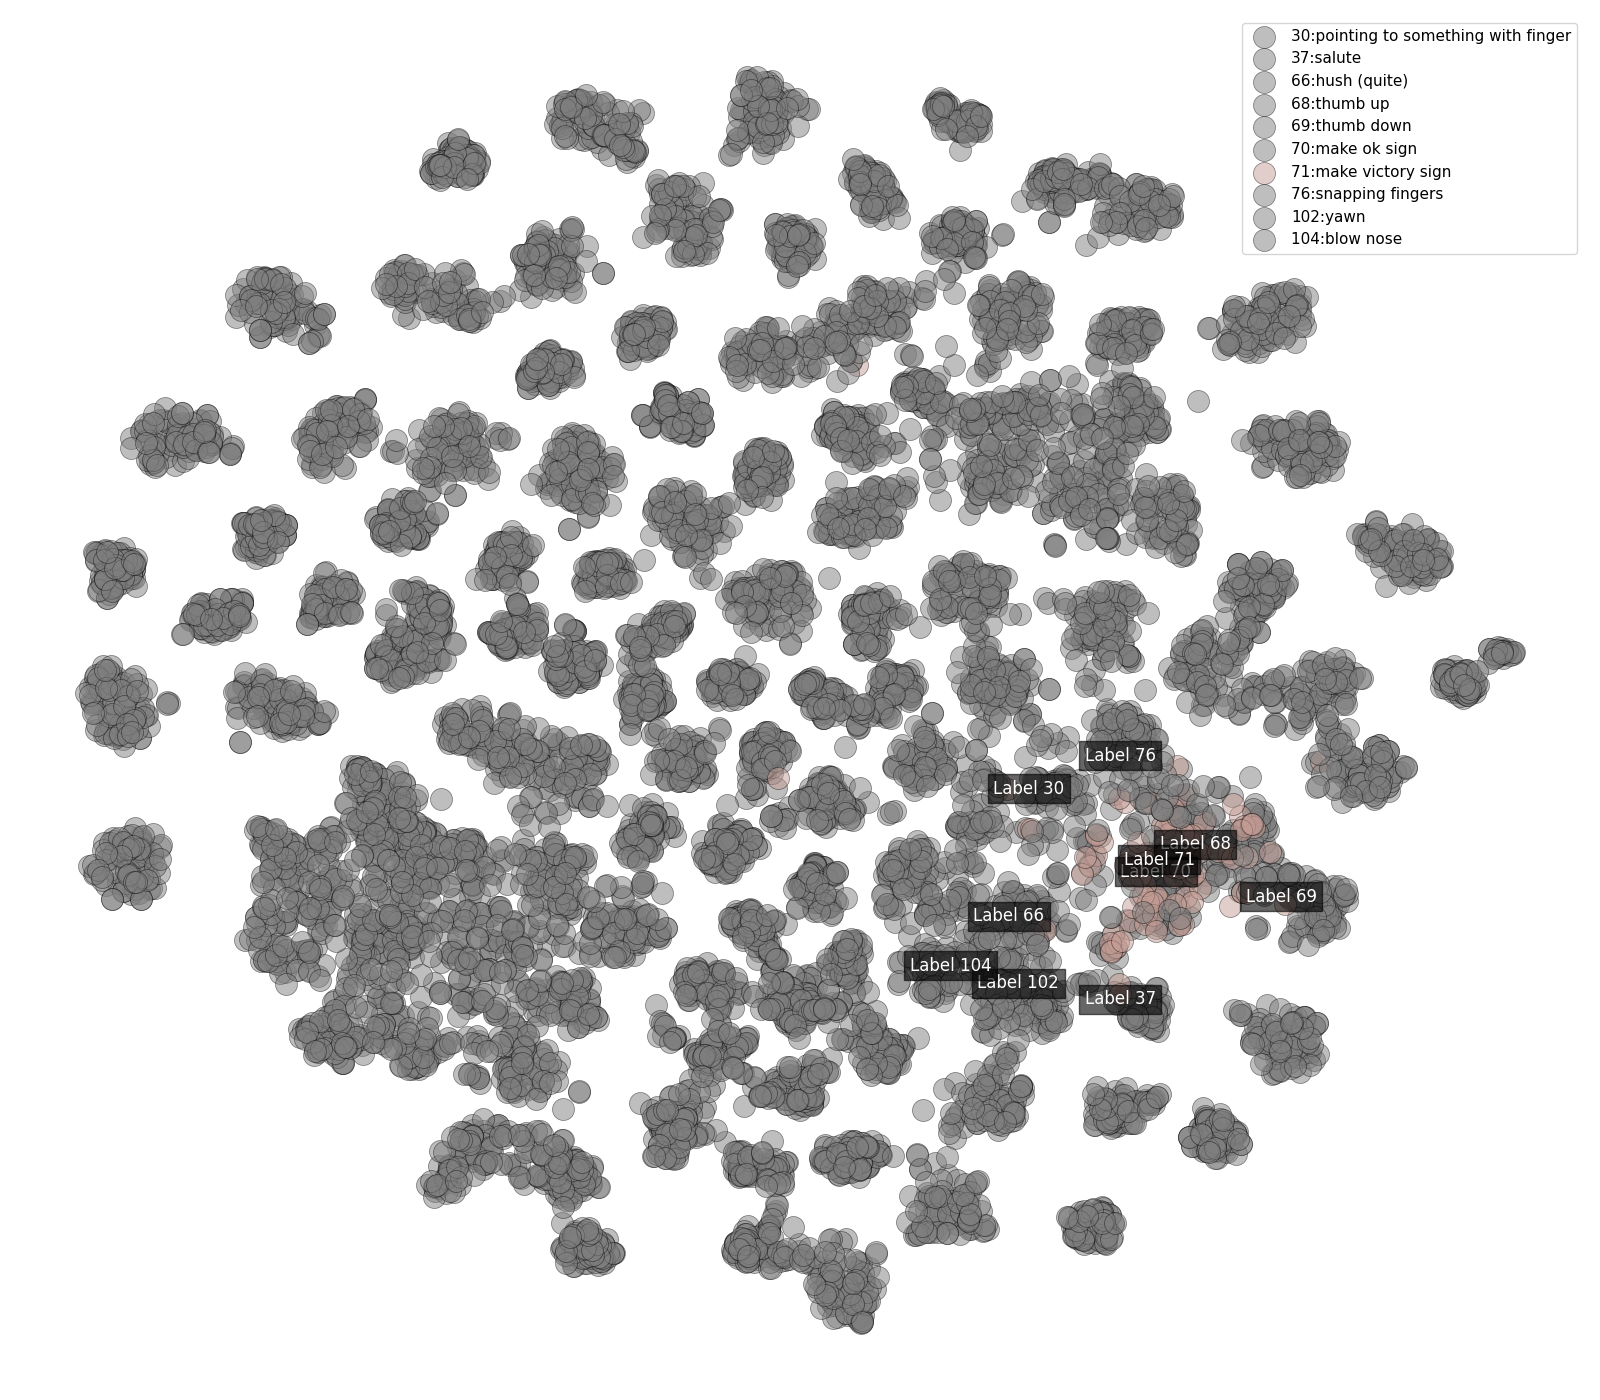 30:pointing to something with finger
37:salute
66:hush (quite)
68:thumb up
69:thumb down
70:make ok sign
71:make victory sign
76:snapping fingers
102:yawn
104:blow nose
Label 76
Label 30
Label 68
Label 71
Label 70
Label 69
Label 66
Label 104
Label 102
Label 37